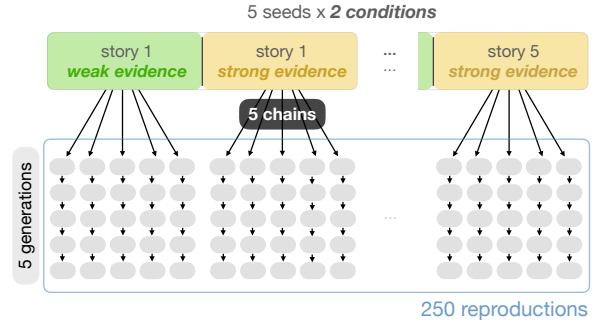 5 seeds x 2 conditions
story 1
weak evidence
story 1
strong evidence
...
...
story 5
strong evidence
5 chains
5 generations
...
250 reproductions